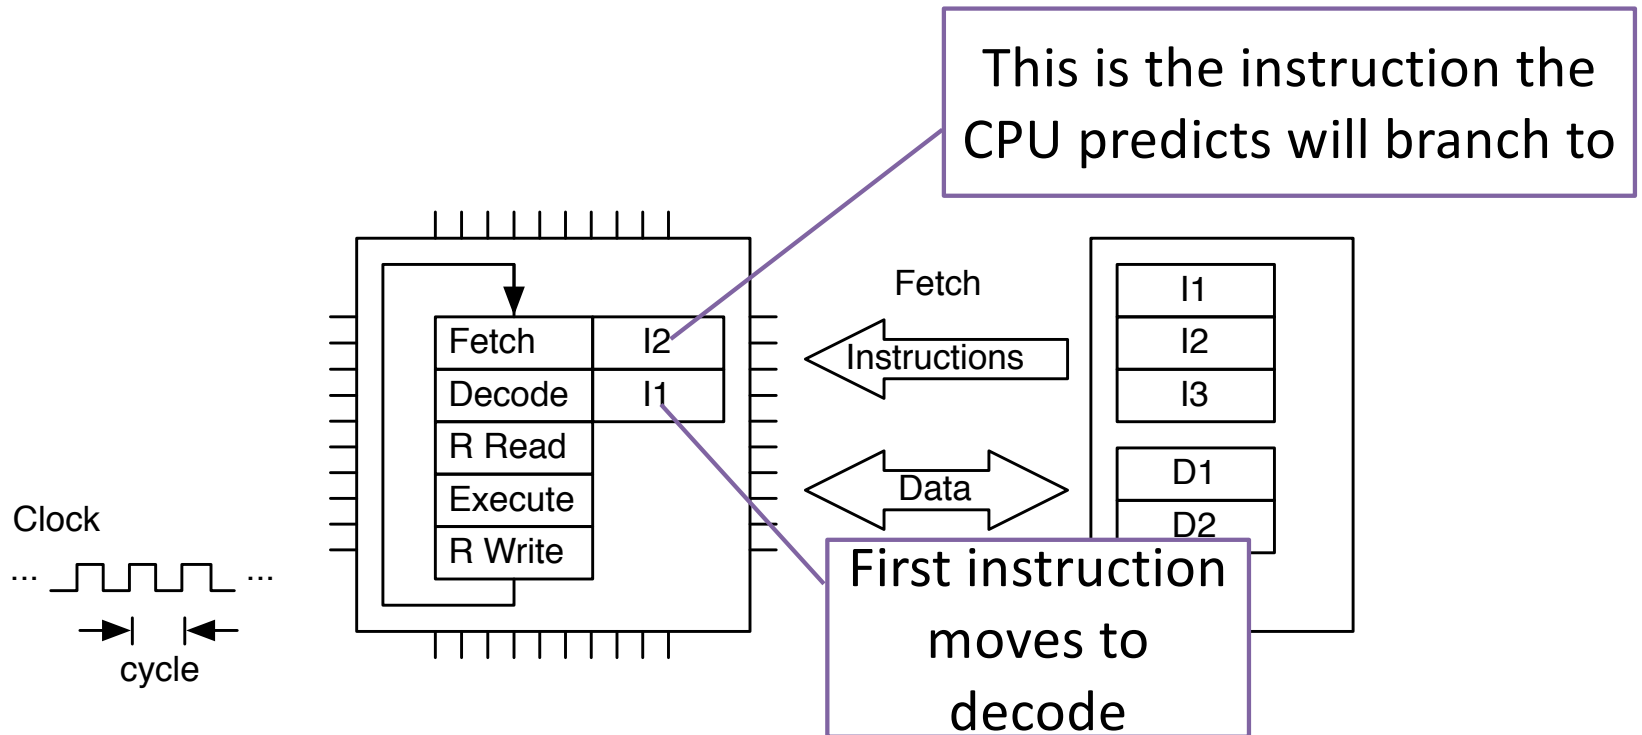 This is the instruction the
CPU predicts will branch to
Fetch
I1
Fetch I2
Instructions
I2
Decode I1
I3
R Read
D1
Execute
Data
D2
Clock
R Write
First instruction
moves to
decode
... ...
cycle